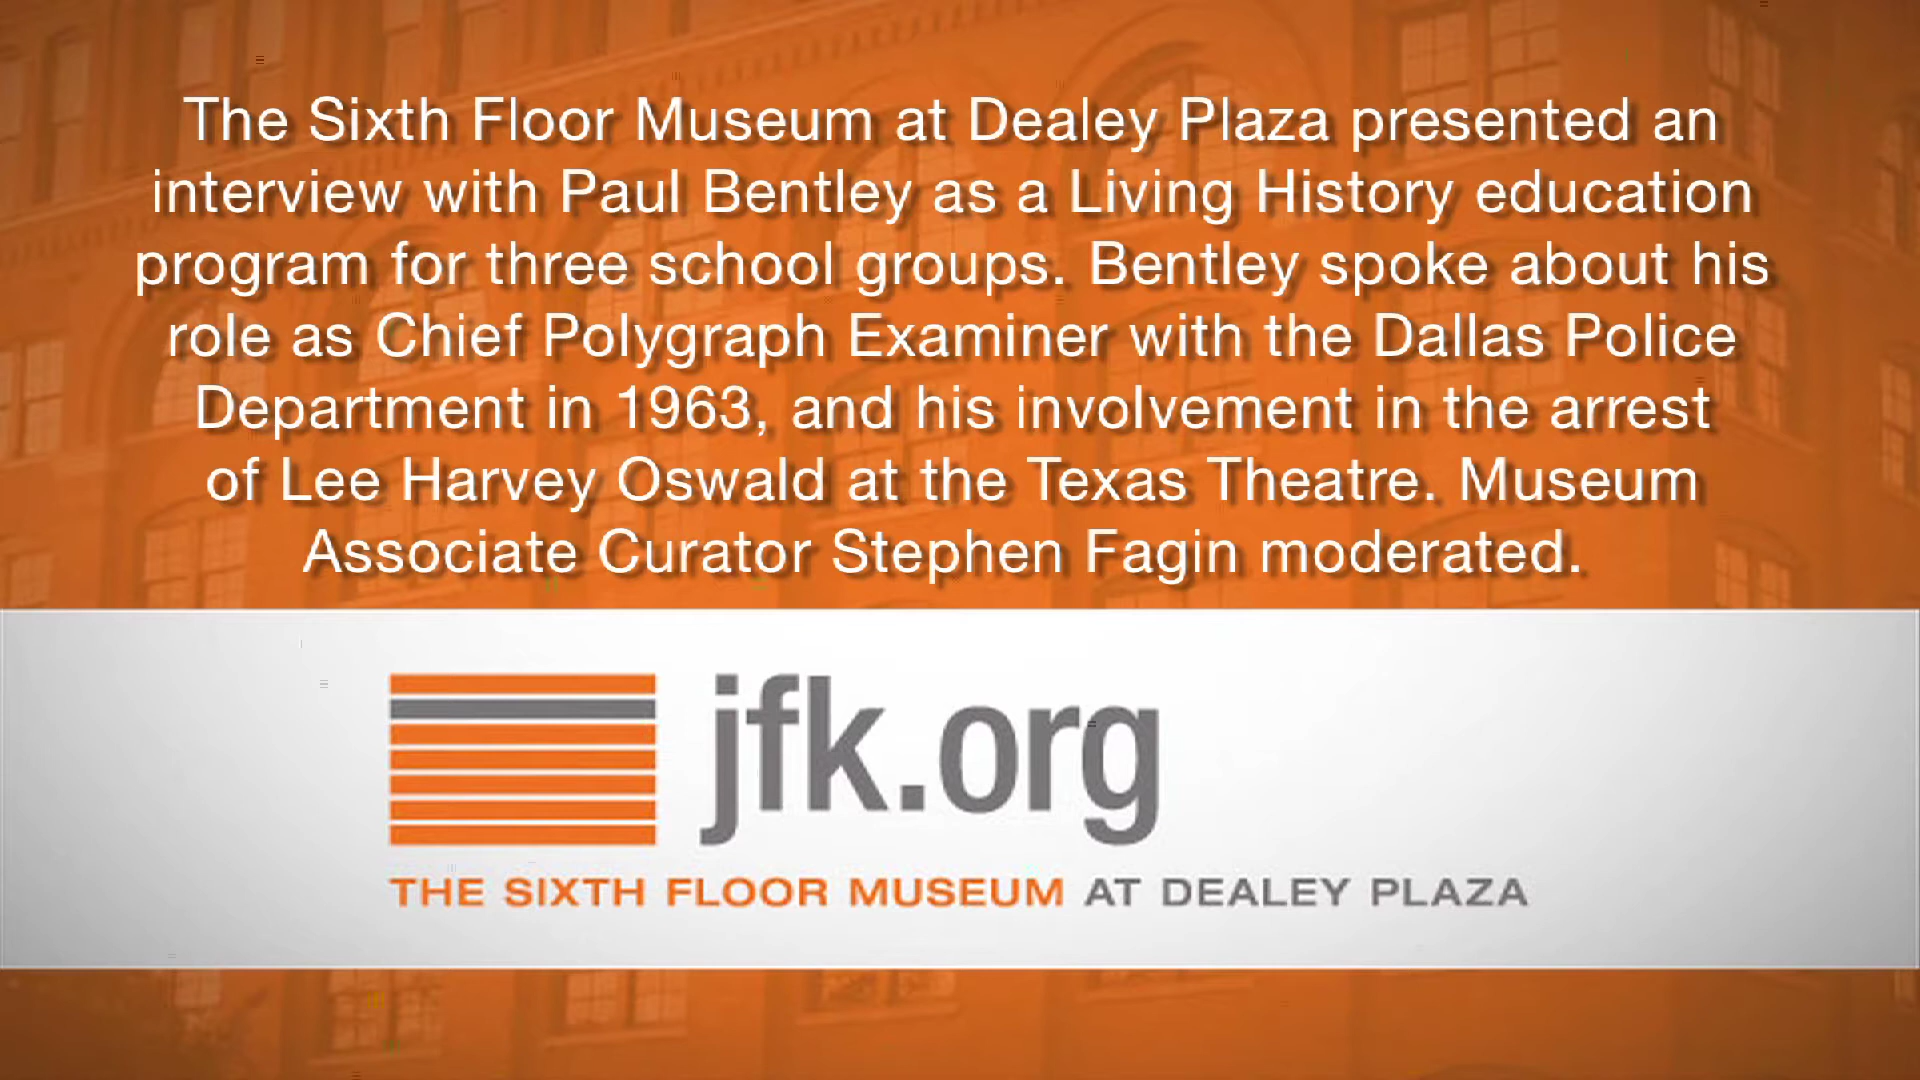 The Sixth Floor Museum at Dealey Plaza presented an
interview with Paul Bentley as a Living History education
program for three school groups. Bentley spoke about his
role as Chief Polygraph Examiner with the Dallas Police
Department in 1963, and his involvement in the arrest
of Lee Harvey Oswald at the Texas Theatre. Museum
Associate Curator Stephen Fagin moderated.
jfk.org
THE SIXTH FLOOR MUSEUM AT DEALEY PLAZA